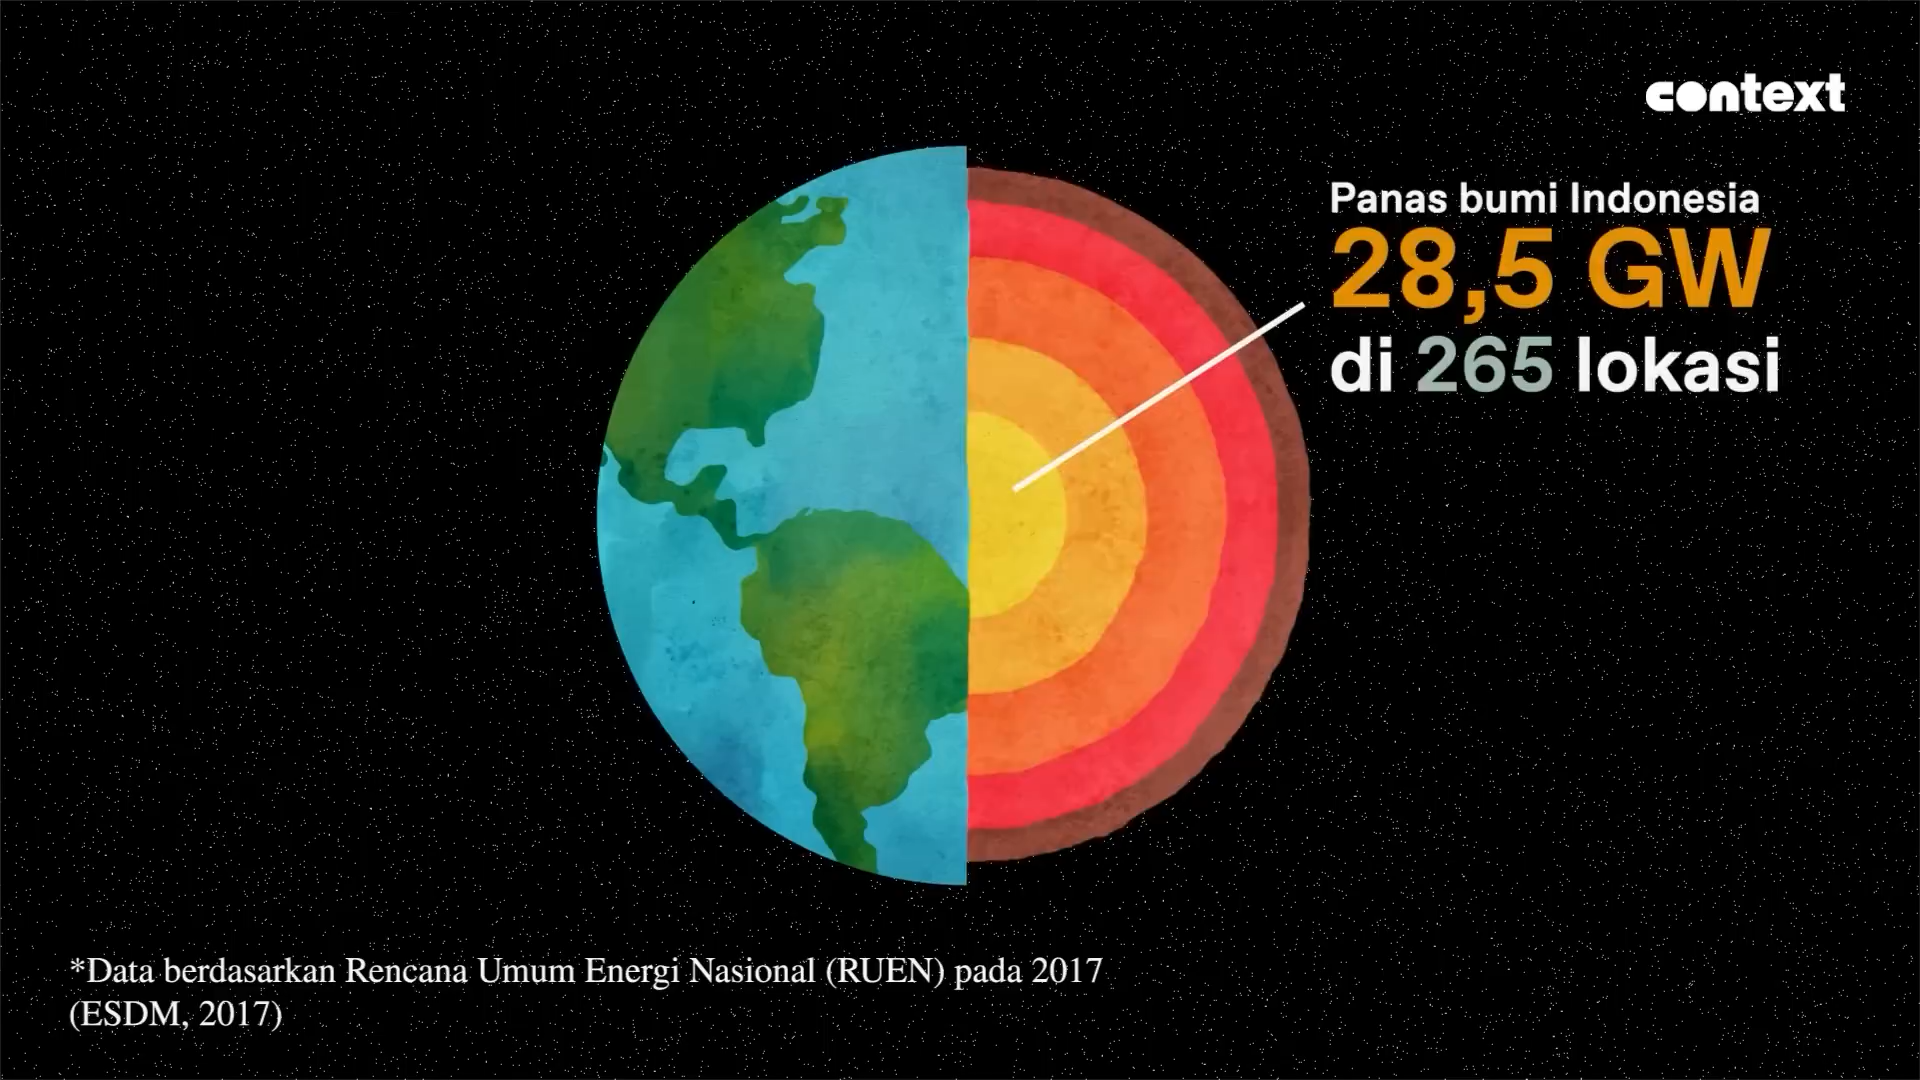 context
Panas bumi Indonesia
28,5 GW
di 265 lokasi
*Data berdasarkan Rencana Umum Energi Nasional (RUEN) pada 2017
(ESDM, 2017)